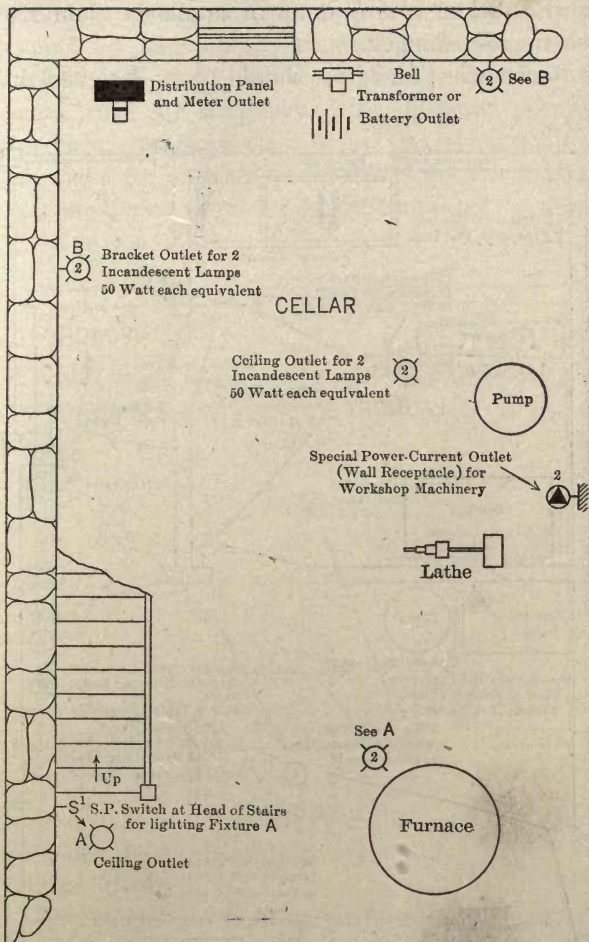 Distribution Panel
and Meter Outlet
Bell
Transformer or
Battery Outlet
2
See B
B
2
Bracket Outlet for 2
Incandescent Lamps
50 Watt each equivalent
CELLAR
Ceiling Outlet for 2
Incandescent Lamps
50 Watt each equivalent
2
Pump
Special Power-Current Outlet
(Wall Receptacle) for
Workshop Machinery
2
Lathe
See A
2
Up
S1 S.P. Switch at Head of Stairs
for lighting Fixture A
A
Ceiling Outlet
Furnace